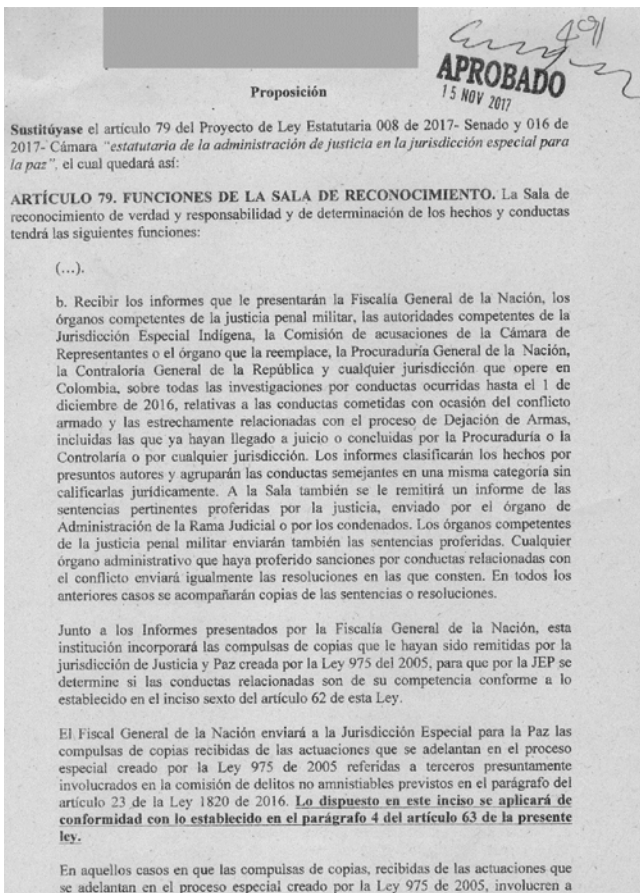 APROBADO
15 NOV 2017
Proposición
Sustitúyase el artículo 79 del Proyecto de Ley Estatutaria 008 de 2017- Senado y 016 de
2017- Cámara "estatutaria de la administración de justicia en la jurisdicción especial para
la paz", el cual quedará así:
ARTÍCULO 79. FUNCIONES DE LA SALA DE RECONOCIMIENTO. La Sala de
reconocimiento de verdad y responsabilidad y de determinación de los hechos y conductas
tendrá las siguientes funciones:
(...).
b. Recibir los informes que le presentarán la Fiscalía General de la Nación, los
órganos competentes de la justicia penal militar, las autoridades competentes de la
Jurisdicción Especial Indígena, la Comisión de acusaciones de la Cámara de
Representantes o el órgano que la reemplace, la Procuraduría General de la Nación,
la Contraloría General de la República y cualquier jurisdicción que opere en
Colombia, sobre todas las investigaciones por conductas ocurridas hasta el 1 de
diciembre de 2016, relativas a las conductas cometidas con ocasión del conflicto
armado y las estrechamente relacionadas con el proceso de Dejación de Armas,
incluidas las que ya hayan llegado a juicio o concluidas por la Procuraduría o la
Controlaría o por cualquier jurisdicción. Los informes clasificarán los hechos por
presuntos autores y agruparán las conductas semejantes en una misma categoría sin
calificarlas jurídicamente. A la Sala también se le remitirá un informe de las
sentencias pertinentes proferidas por la justicia, enviado por el órgano de
Administración de la Rama Judicial o por los condenados. Los órganos competentes
de la justicia penal militar enviarán también las sentencias proferidas. Cualquier
órgano administrativo que haya proferido sanciones por conductas relacionadas con
el conflicto enviará igualmente las resoluciones en las que consten. En todos los
anteriores casos se acompañarán copias de las sentencias o resoluciones.
Junto a los Informes presentados por la Fiscalía General de la Nación, esta
institución incorporará las compulsas de copias que le hayan sido remitidas por la
jurisdicción de Justicia y Paz creada por la Ley 975 del 2005, para que por la JEP se
determine si las conductas relacionadas son de su competencia conforme a lo
establecido en el inciso sexto del artículo 62 de esta Ley.
El Fiscal General de la Nación enviará a la Jurisdicción Especial para la Paz las
compulsas de copias recibidas de las actuaciones que se adelantan en el proceso
especial creado por la Ley 975 de 2005 referidas a terceros presuntamente
involucrados en la comisión de delitos no amnistiables previstos en el parágrafo del
artículo 23 de la Ley 1820 de 2016. Lo dispuesto en este inciso se aplicará de
conformidad con lo establecido en el parágrafo 4 del artículo 63 de la presente
ley.
En aquellos casos en que las compulsas de copias, recibidas de las actuaciones que
se adelantan en el proceso especial creado por la Ley 975 de 2005, involucren a